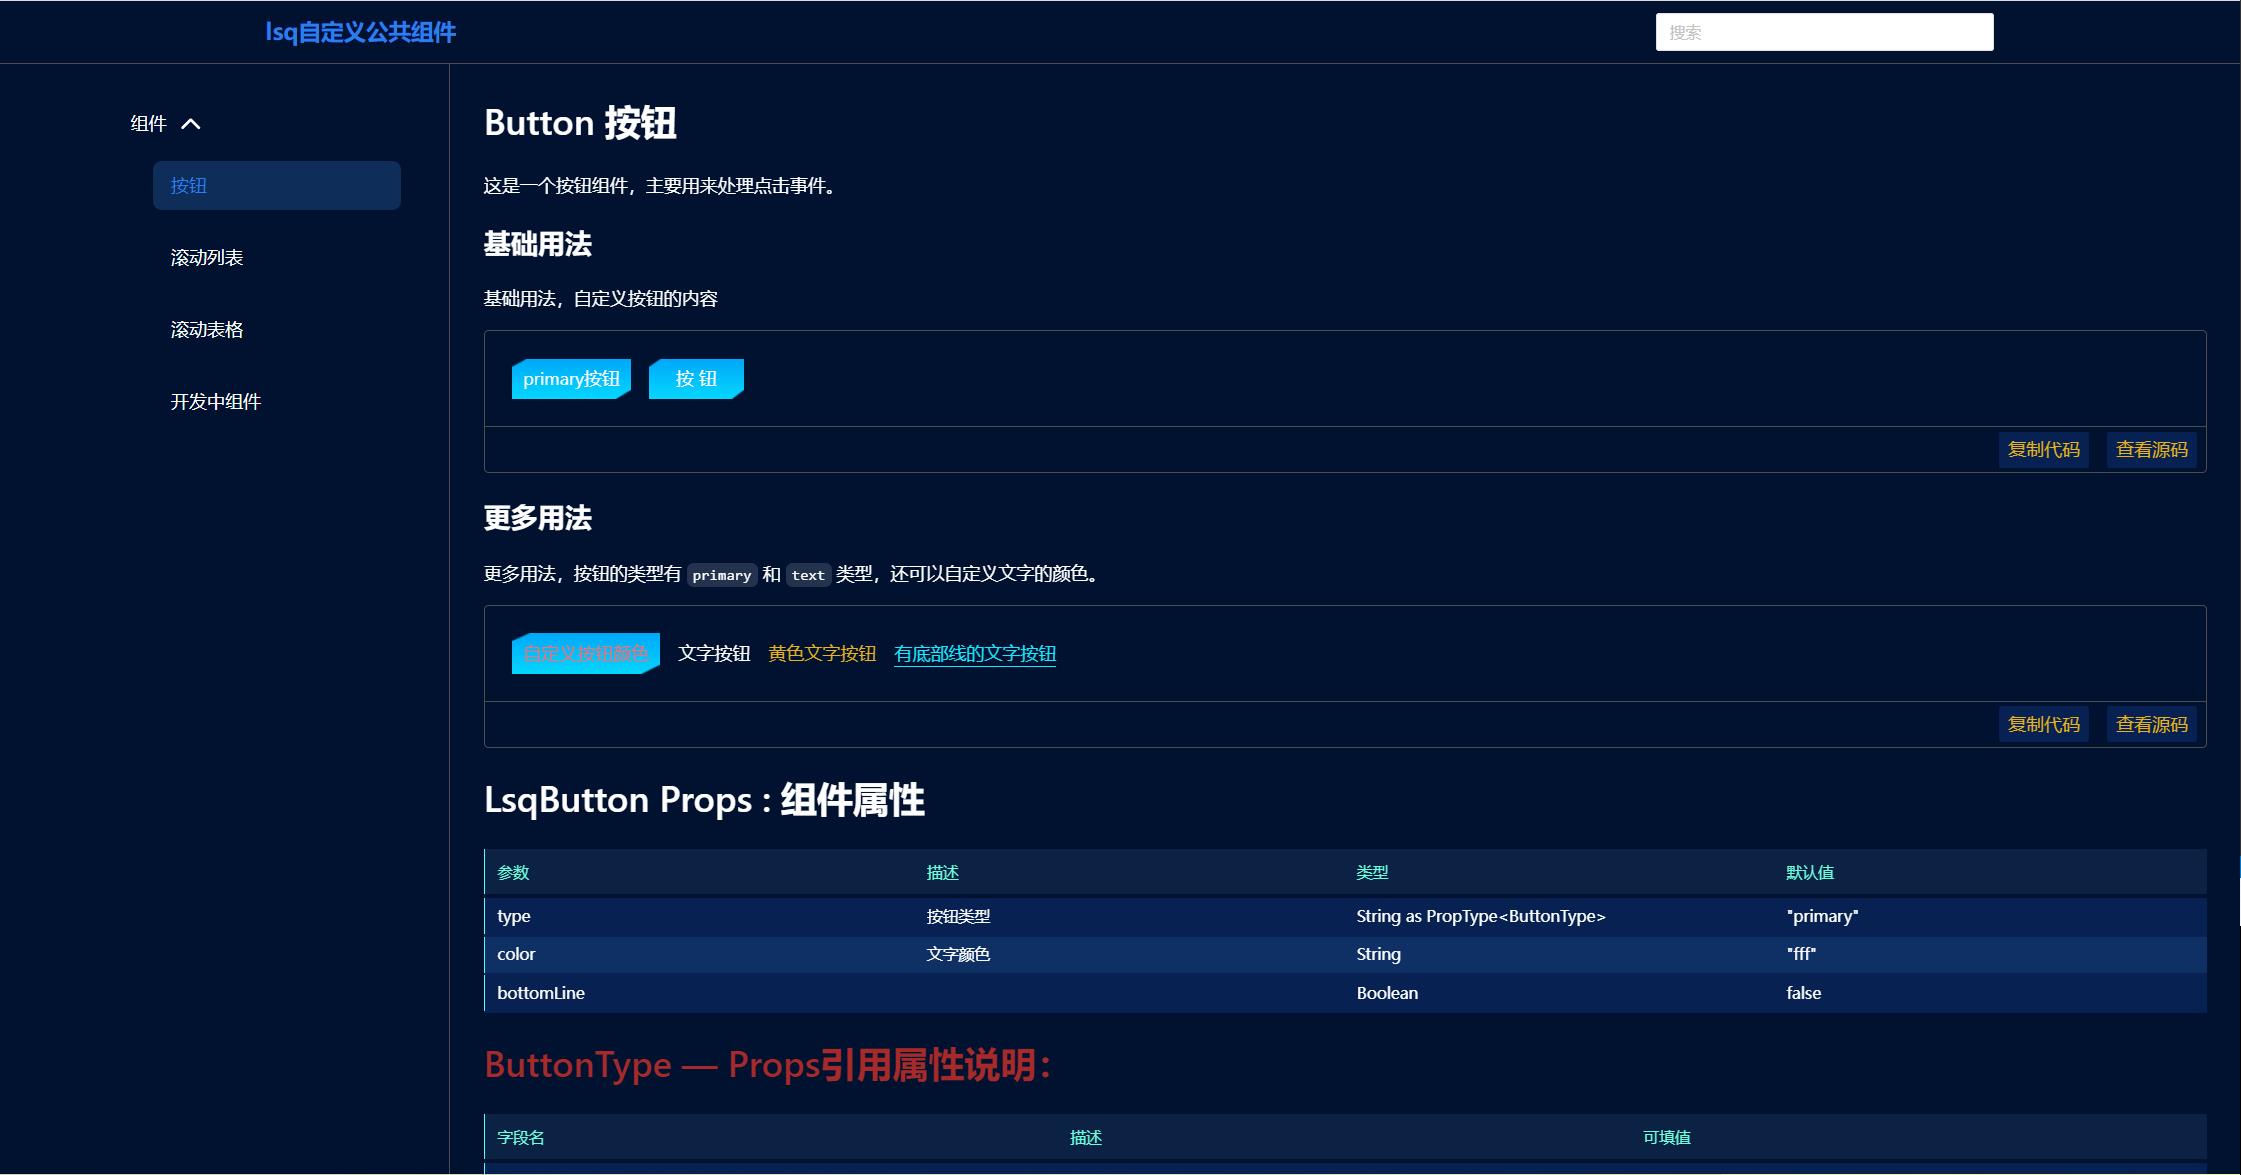 lsq自定义公共组件
搜索
组件
按钮
滚动列表
滚动表格
开发中组件
Button 按钮
这是一个按钮组件，主要用来处理点击事件。
基础用法
基础用法，自定义按钮的内容
primary按钮 按 钮
复制代码 查看源码
更多用法
更多用法，按钮的类型有 primary 和 text 类型，还可以自定义文字的颜色。
自定义按钮颜色 文字按钮 黄色文字按钮 有底部线的文字按钮
复制代码 查看源码
LsqButton Props : 组件属性
参数 描述 类型 默认值
type 按钮类型 String as PropType<ButtonType> "primary"
color 文字颜色 String "fff"
bottomLine Boolean false
ButtonType — Props引用属性说明：
字段名 描述 可填值